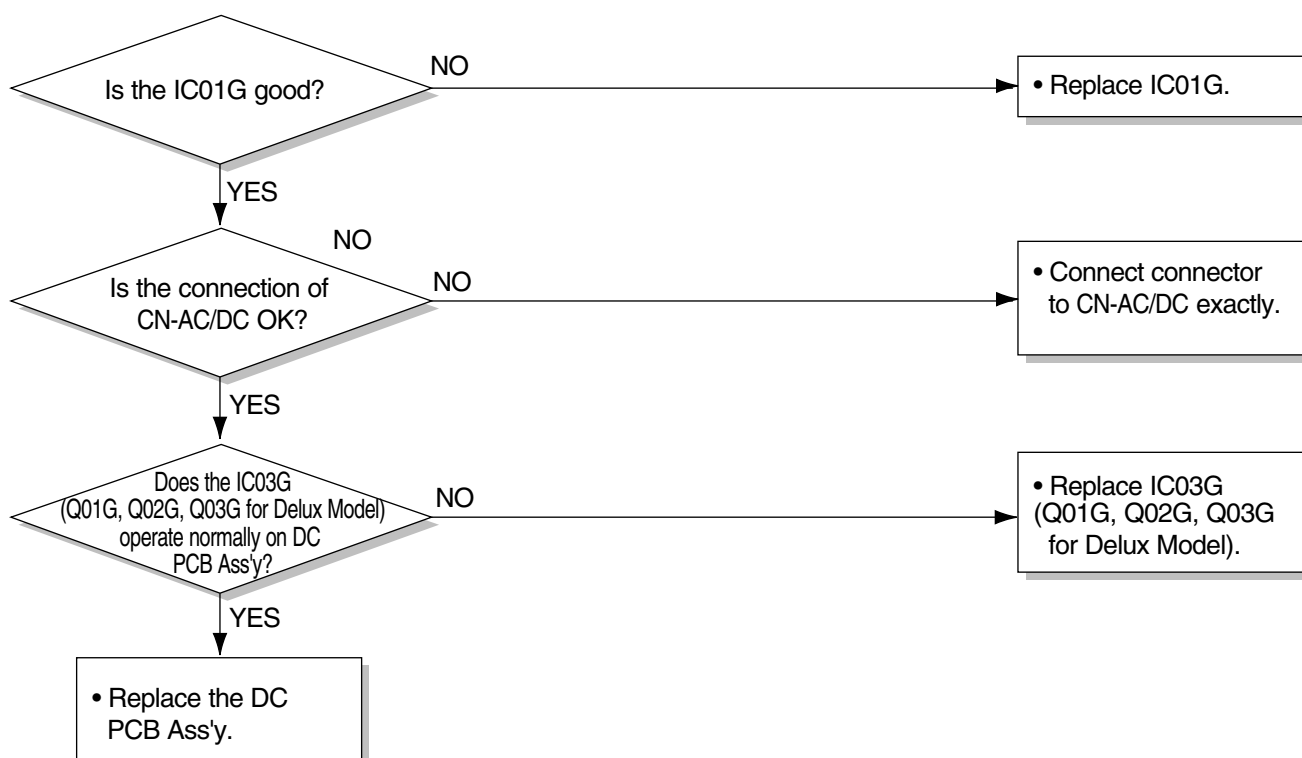 Is the IC01G good?
NO
• Replace IC01G.
YES
NO
Is the connection of
CN-AC/DC OK?
NO
• Connect connector
to CN-AC/DC exactly.
YES
Does the IC03G
(Q01G, Q02G, Q03G for Delux Model)
operate normally on DC
PCB Ass'y?
NO
• Replace IC03G
(Q01G, Q02G, Q03G
for Delux Model).
YES
• Replace the DC
PCB Ass'y.